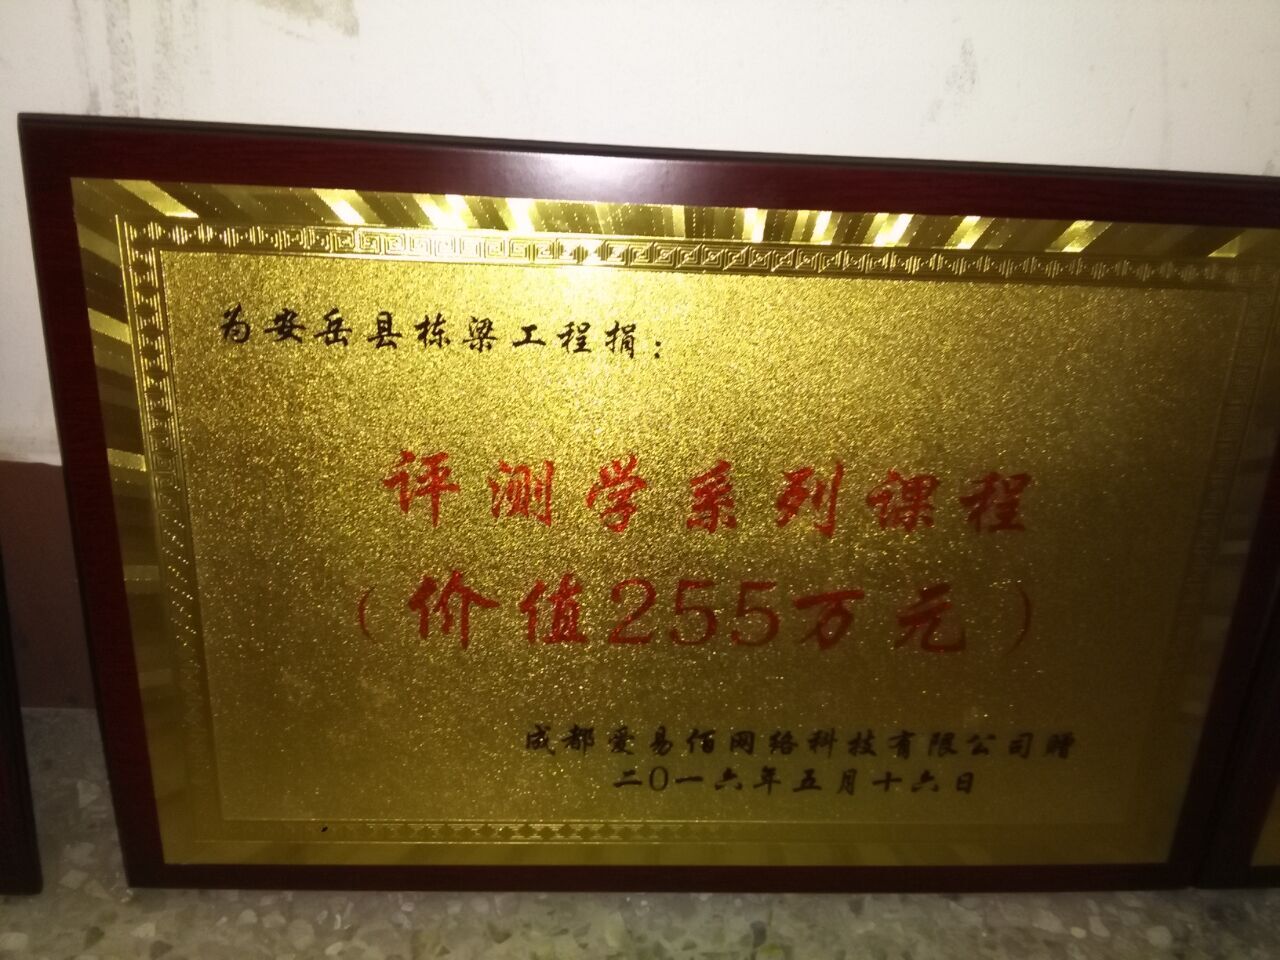 为安岳县栋梁工程捐：
评测学系列课程
（价值255万元）
成都爱易佰网络科技有限公司赠
二0一六年五月十六日